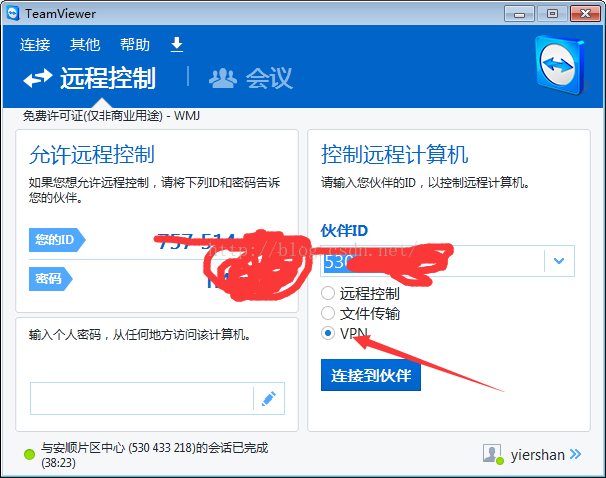 TeamViewer
连接 其他 帮助
远程控制 会议
免费许可证(仅非商业用途) - WMJ
允许远程控制
如果您想允许远程控制，请将下列ID和密码告诉
您的伙伴。
您的ID
密码
输入个人密码，从任何地方访问该计算机。
控制远程计算机
请输入您伙伴的ID，以控制远程计算机。
伙伴ID
530
远程控制
文件传输
VPN
连接到伙伴
http://blog.csdn.net/
与安顺片区中心 (530 433 218)的会话已完成
(38:23)
yiershan